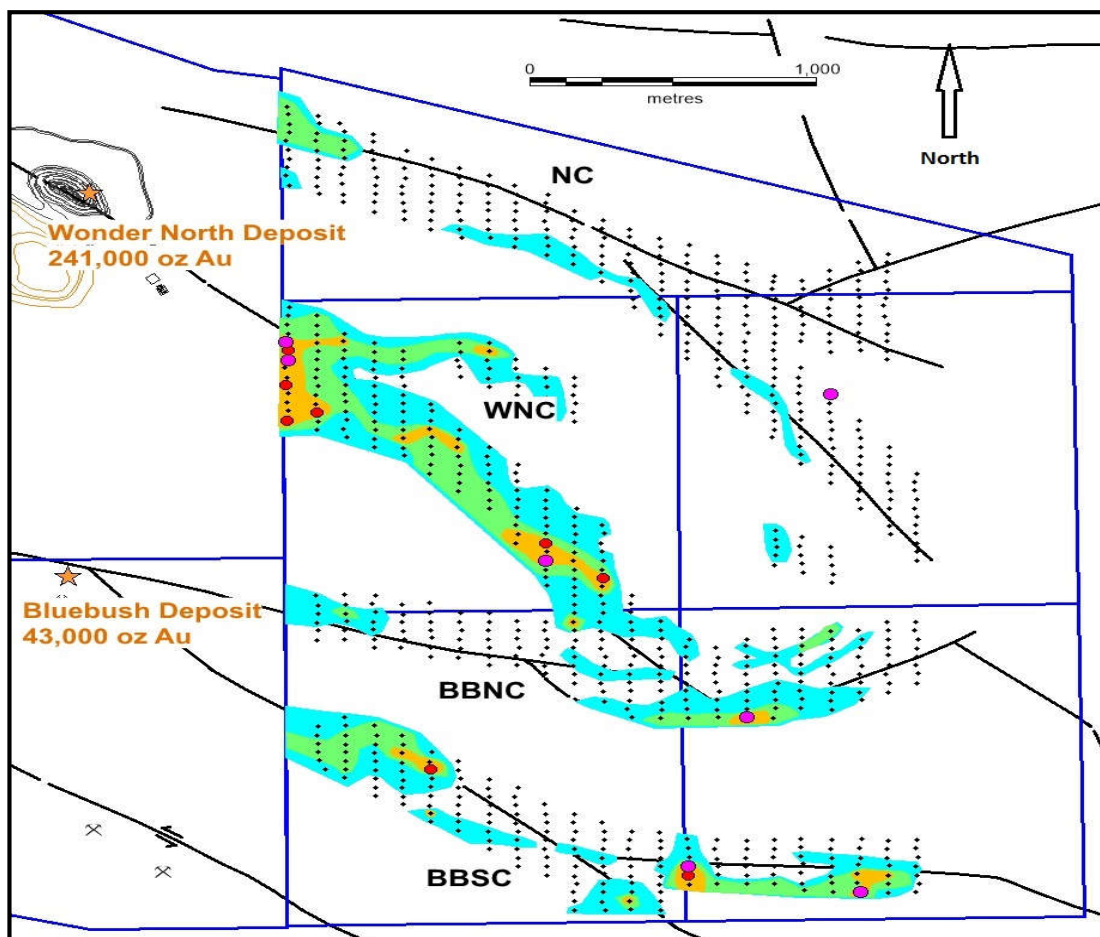 0 1,000
metres
North
NC
Wonder North Deposit
241,000 oz Au
WNC
Bluebush Deposit
43,000 oz Au
BBNC
BBSC